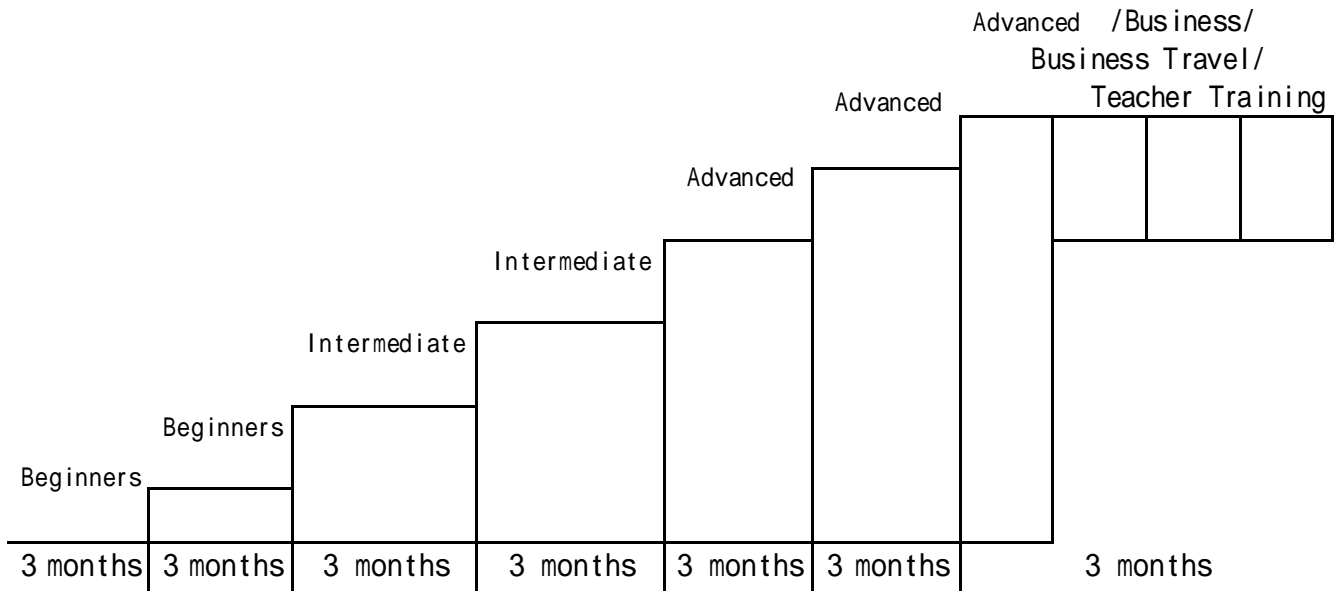 Advanced /Business/
Business Travel/
Teacher Training
Advanced
Advanced
Intermediate
Intermediate
Beginners
Beginners
3 months 3 months 3 months 3 months 3 months 3 months 3 months